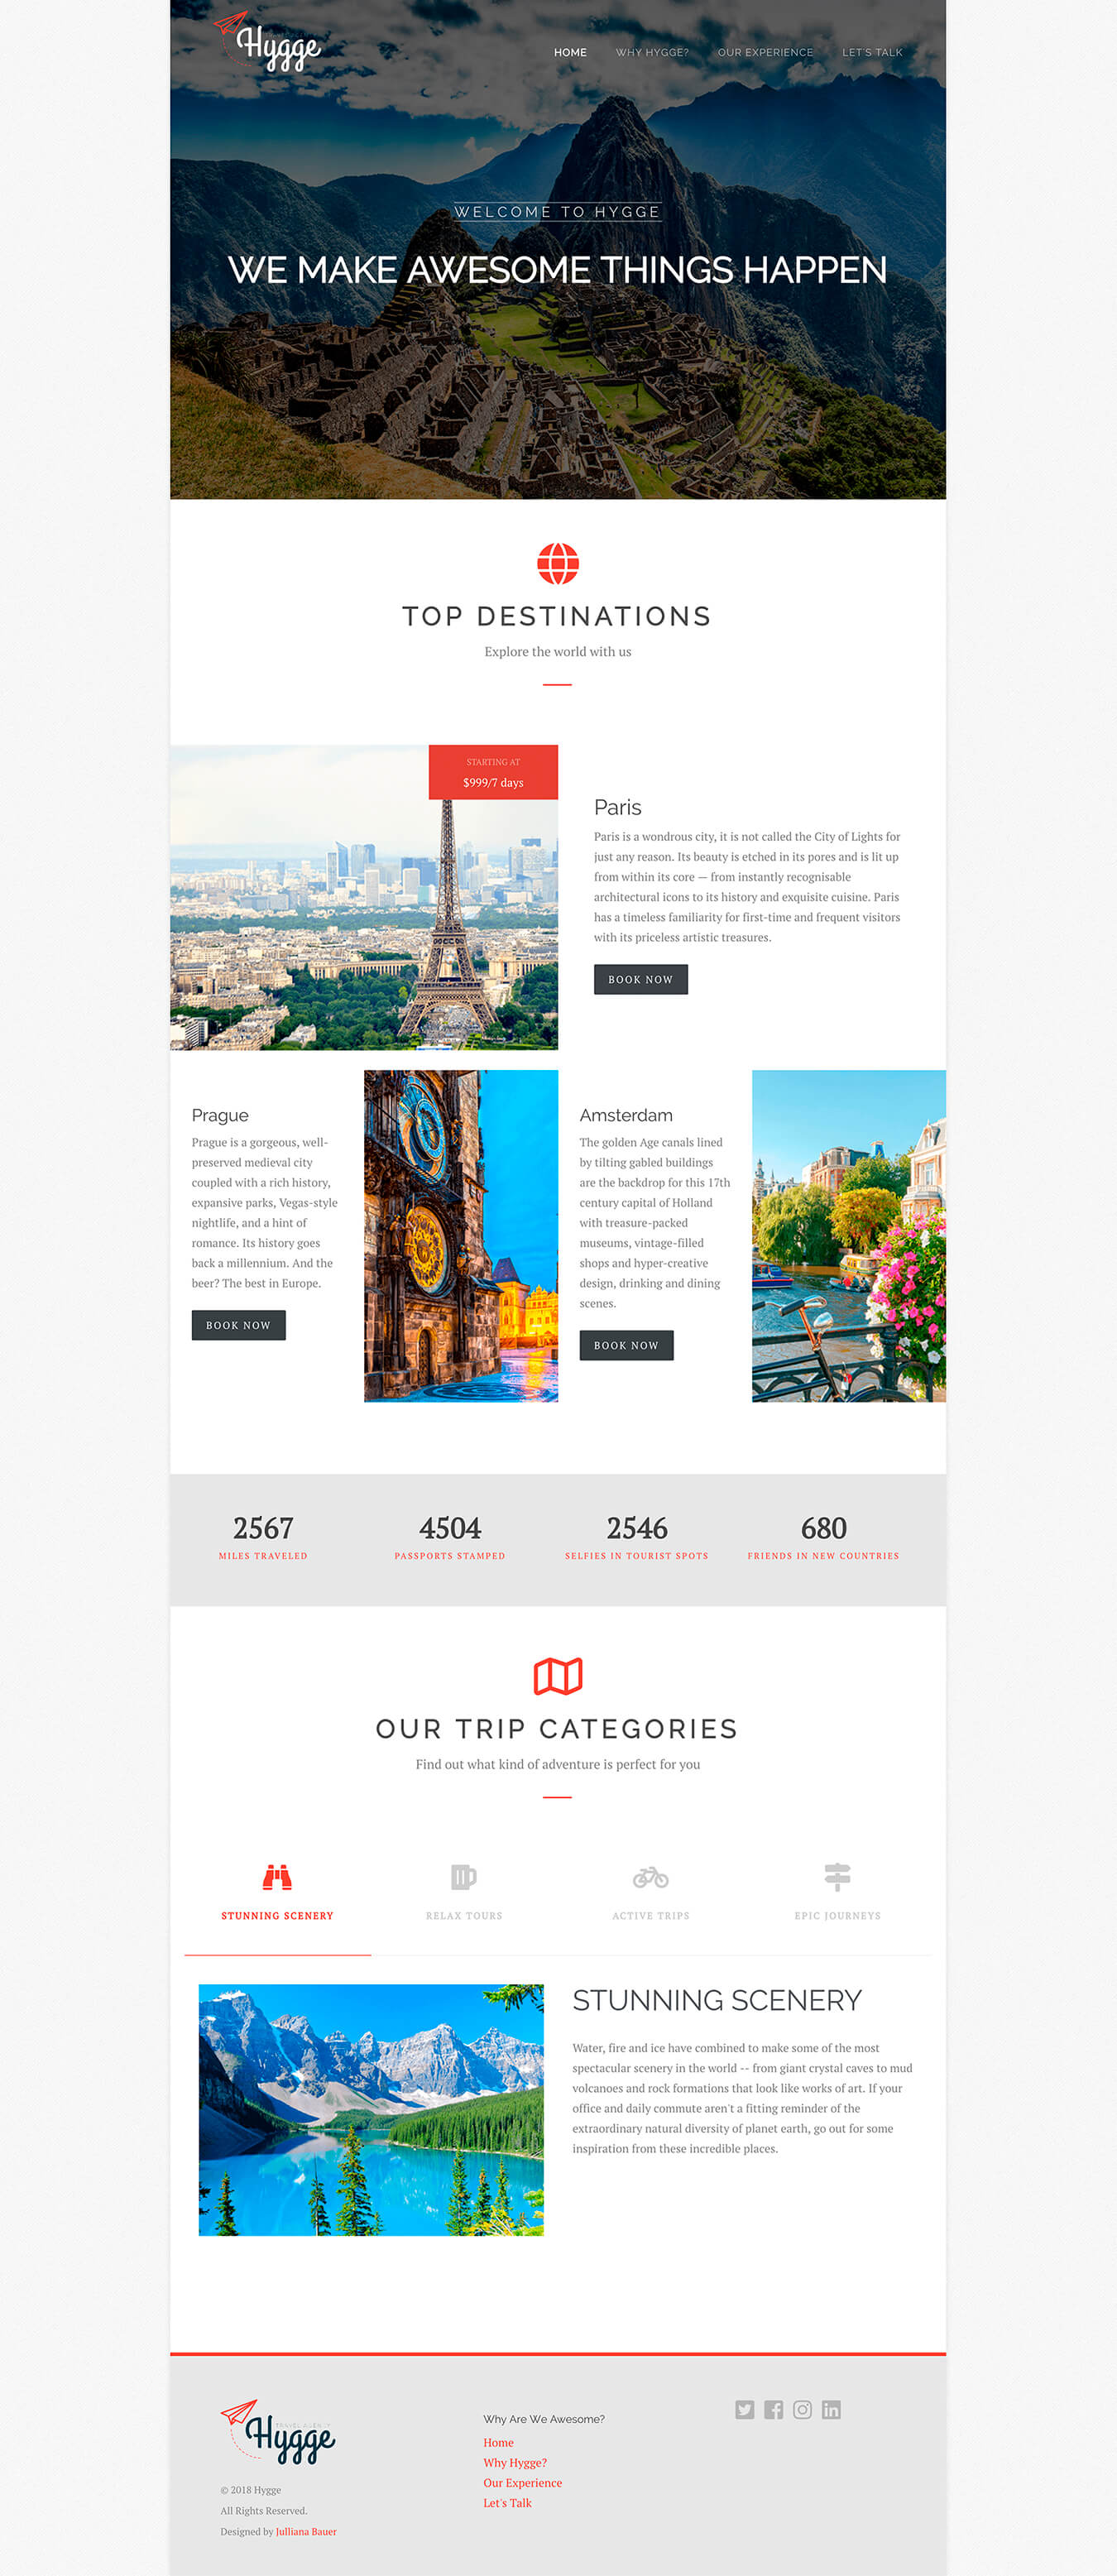 Hygge
HOME WHY HYGGE? OUR EXPERIENCE LET'S TALK
WELCOME TO HYGGE
WE MAKE AWESOME THINGS HAPPEN
TOP DESTINATIONS
Explore the world with us
STARTING AT
$999/7 days
Paris
Paris is a wondrous city, it is not called the City of Lights for
just any reason. Its beauty is etched in its pores and is lit up
from within its core — from instantly recognisable
architectural icons to its history and exquisite cuisine. Paris
has a timeless familiarity for first-time and frequent visitors
with its priceless artistic treasures.
BOOK NOW
Prague
Prague is a gorgeous, well-
preserved medieval city
coupled with a rich history,
expansive parks, Vegas-style
nightlife, and a hint of
romance. Its history goes
back a millennium. And the
beer? The best in Europe.
BOOK NOW
Amsterdam
The golden Age canals lined
by tilting gabled buildings
are the backdrop for this 17th
century capital of Holland
with treasure-packed
museums, vintage-filled
shops and hyper-creative
design, drinking and dining
scenes.
BOOK NOW
2567 4504 2546 680
MILES TRAVELED PASSPORTS STAMPED SELFIES IN TOURIST SPOTS FRIENDS IN NEW COUNTRIES
OUR TRIP CATEGORIES
Find out what kind of adventure is perfect for you
STUNNING SCENERY RELAX TOURS ACTIVE TRIPS EPIC JOURNEYS
STUNNING SCENERY
Water, fire and ice have combined to make some of the most
spectacular scenery in the world -- from giant crystal caves to mud
volcanoes and rock formations that look like works of art. If your
office and daily commute aren't a fitting reminder of the
extraordinary natural diversity of planet earth, go out for some
inspiration from these incredible places.
TRAVEL AGENCY
Hygge
© 2018 Hygge
All Rights Reserved.
Designed by Julliana Bauer
Why Are We Awesome?
Home
Why Hygge?
Our Experience
Let's Talk